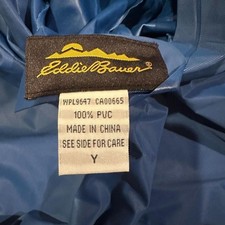 Eddie Bauer®
WPL9647 CA00665
100% PVC
MADE IN CHINA
SEE SIDE FOR CARE
Y